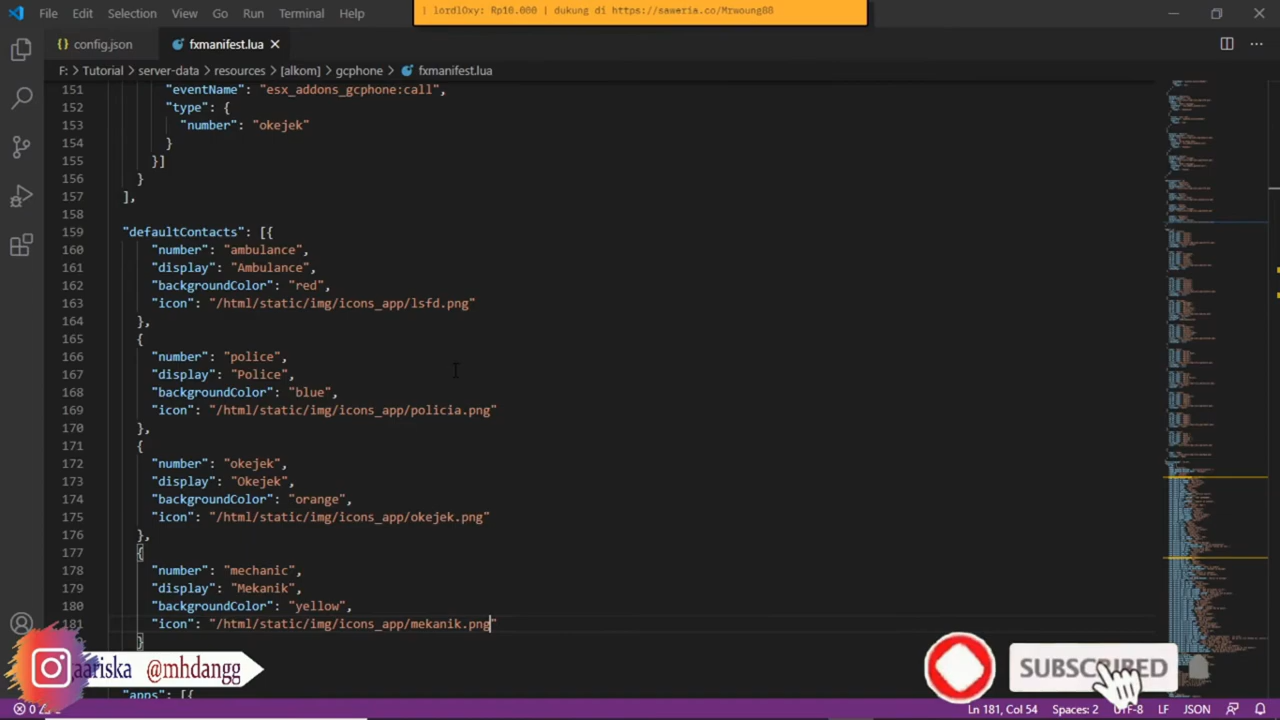 File Edit Selection View Go Run Terminal Help
lordl0xy: Rp10.000 | dukung di https://saweria.co/Mrwoung88
config.json fxmanifest.lua
F: > Tutorial > server-data > resources > [alkom] > gcphone > fxmanifest.lua
151 "eventName": "esx_addons_gcphone:call",
152 "type": {
153 "number": "okejek"
154 }
155 }]
156 }
157 ],
158
159 "defaultContacts": [{
160 "number": "ambulance",
161 "display": "Ambulance",
162 "backgroundColor": "red",
163 "icon": "/html/static/img/icons_app/lsfd.png"
164 },
165 {
166 "number": "police",
167 "display": "Police",
168 "backgroundColor": "blue",
169 "icon": "/html/static/img/icons_app/policia.png"
170 },
171 {
172 "number": "okejek",
173 "display": "Okejek",
174 "backgroundColor": "orange",
175 "icon": "/html/static/img/icons_app/okejek.png"
176 },
177 {
178 "number": "mechanic",
179 "display": "Mekanik",
180 "backgroundColor": "yellow",
181 "icon": "/html/static/img/icons_app/mekanik.png"
}
@mhdangg
SUBSCRIBED
"apps": [{
Ln 181, Col 54 Spaces: 2 UTF-8 LF JSON